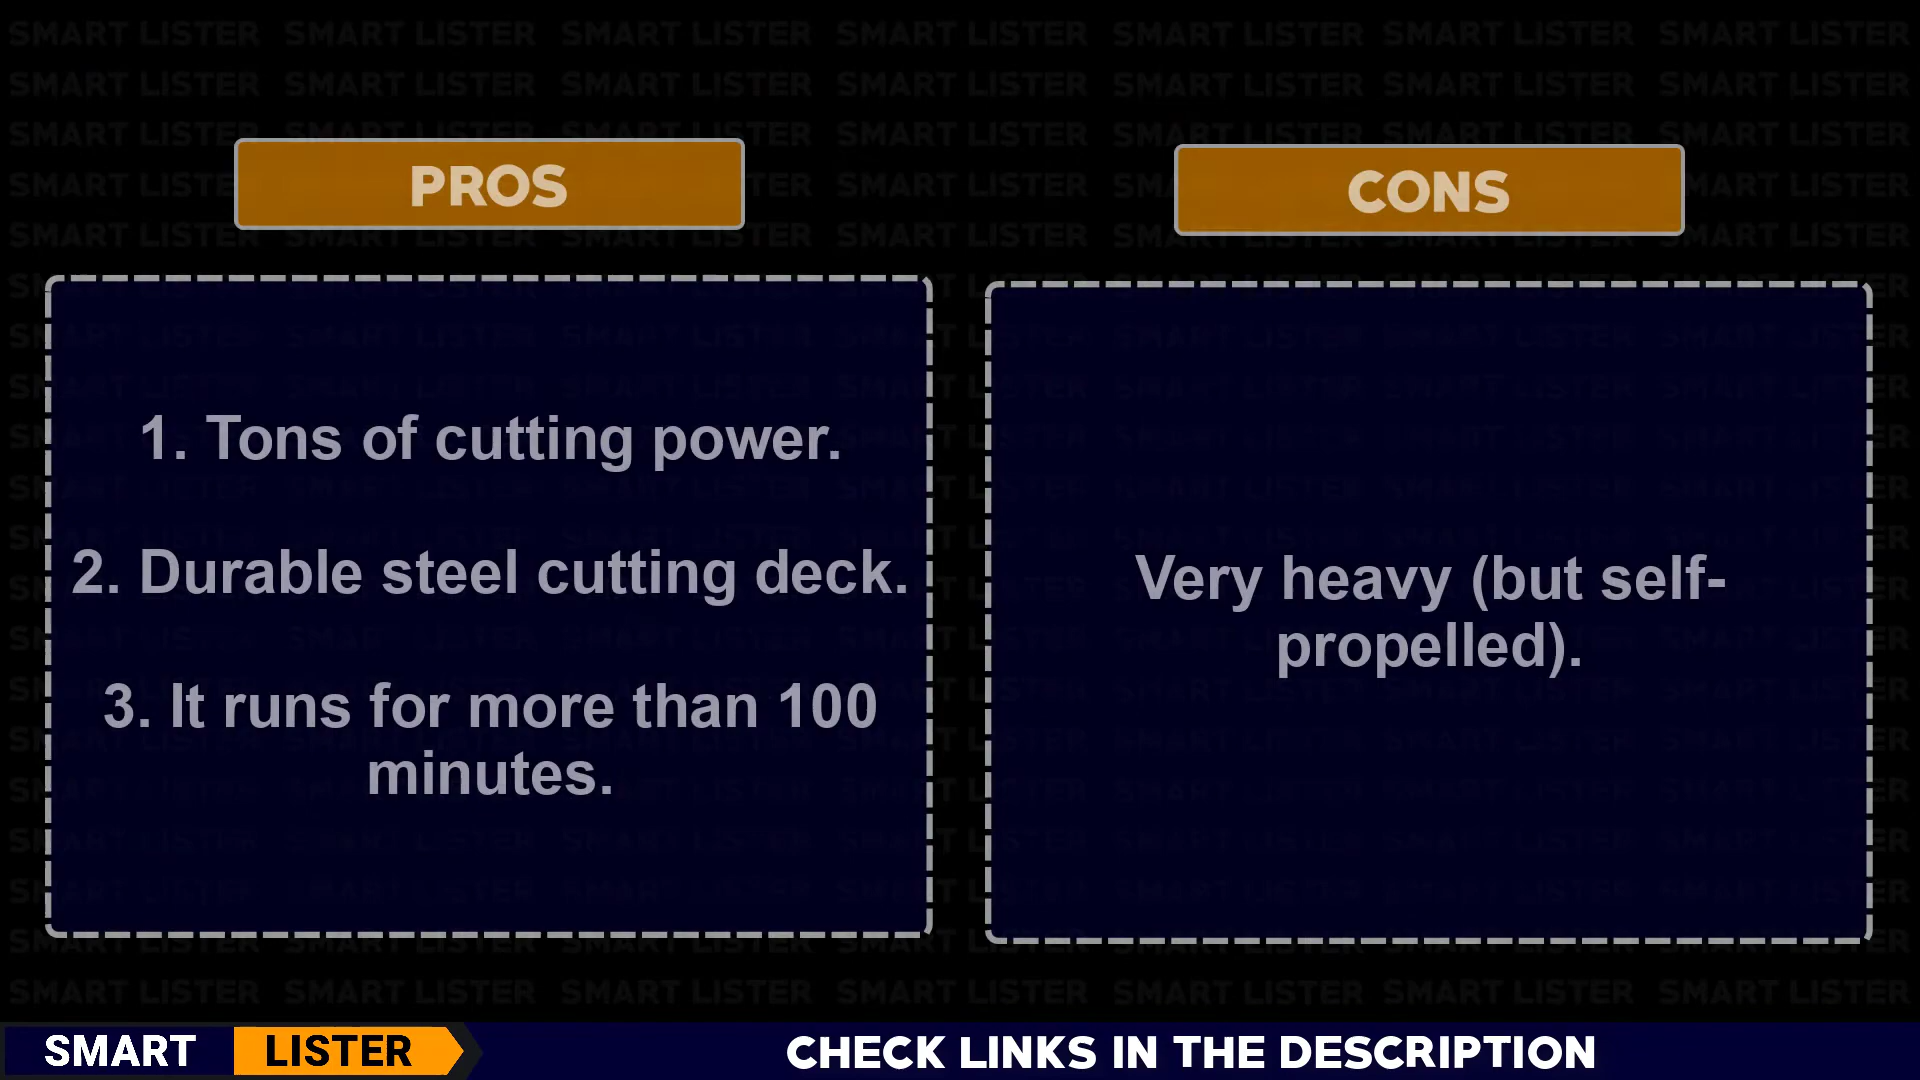 PROS
1. Tons of cutting power.
2. Durable steel cutting deck.
3. It runs for more than 100
minutes.
CONS
Very heavy (but self-
propelled).
SMART LISTER
CHECK LINKS IN THE DESCRIPTION